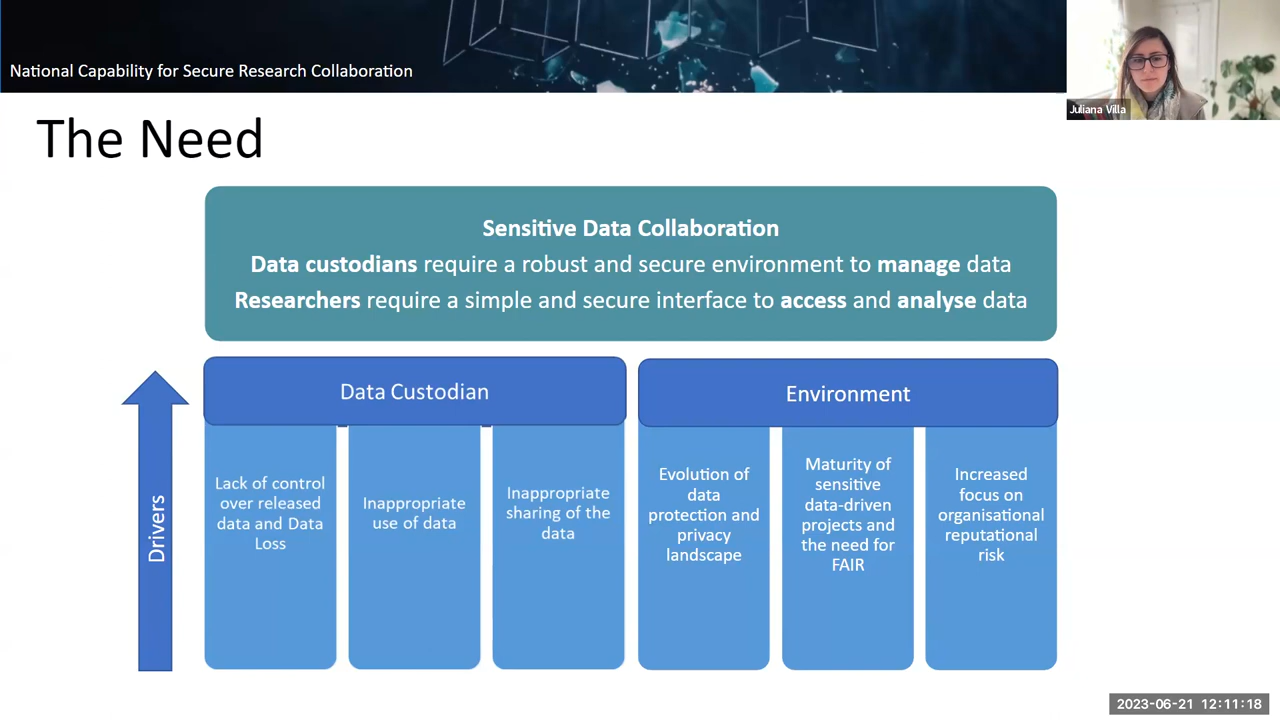 National Capability for Secure Research Collaboration
Juliana Villa
The Need
Sensitive Data Collaboration
Data custodians require a robust and secure environment to manage data
Researchers require a simple and secure interface to access and analyse data
Drivers
Data Custodian
Lack of control
over released
data and Data
Loss
Inappropriate
use of data
Inappropriate
sharing of the
data
Environment
Evolution of
data
protection and
privacy
landscape
Maturity of
sensitive
data-driven
projects and
the need for
FAIR
Increased
focus on
organisational
reputational
risk
2023-06-21 12:11:18